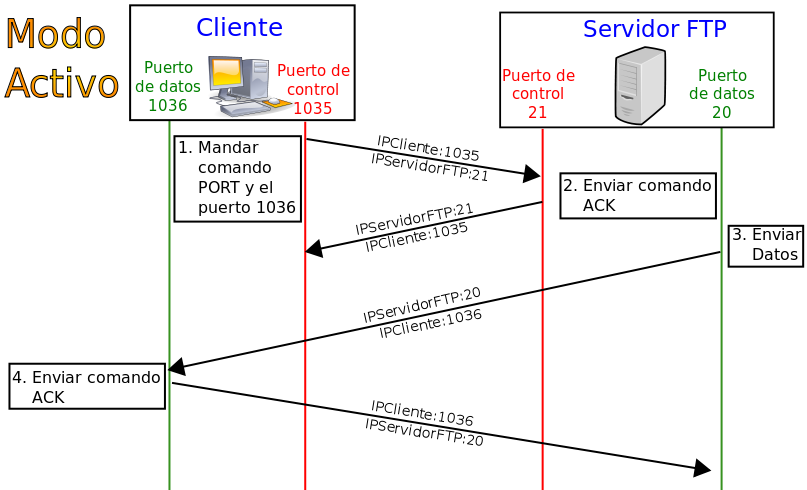 Modo
Activo
Cliente
Puerto
de datos
1036
Puerto de
control
1035
Servidor FTP
Puerto de
control
21
Puerto
de datos
20
1. Mandar
comando
PORT y el
puerto 1036
IPCliente:1035
IPServidorFTP:21
2. Enviar comando
ACK
IPServidorFTP:21
IPCliente:1035
3. Enviar
Datos
IPServidorFTP:20
IPCliente:1036
4. Enviar comando
ACK
IPCliente:1036
IPServidorFTP:20